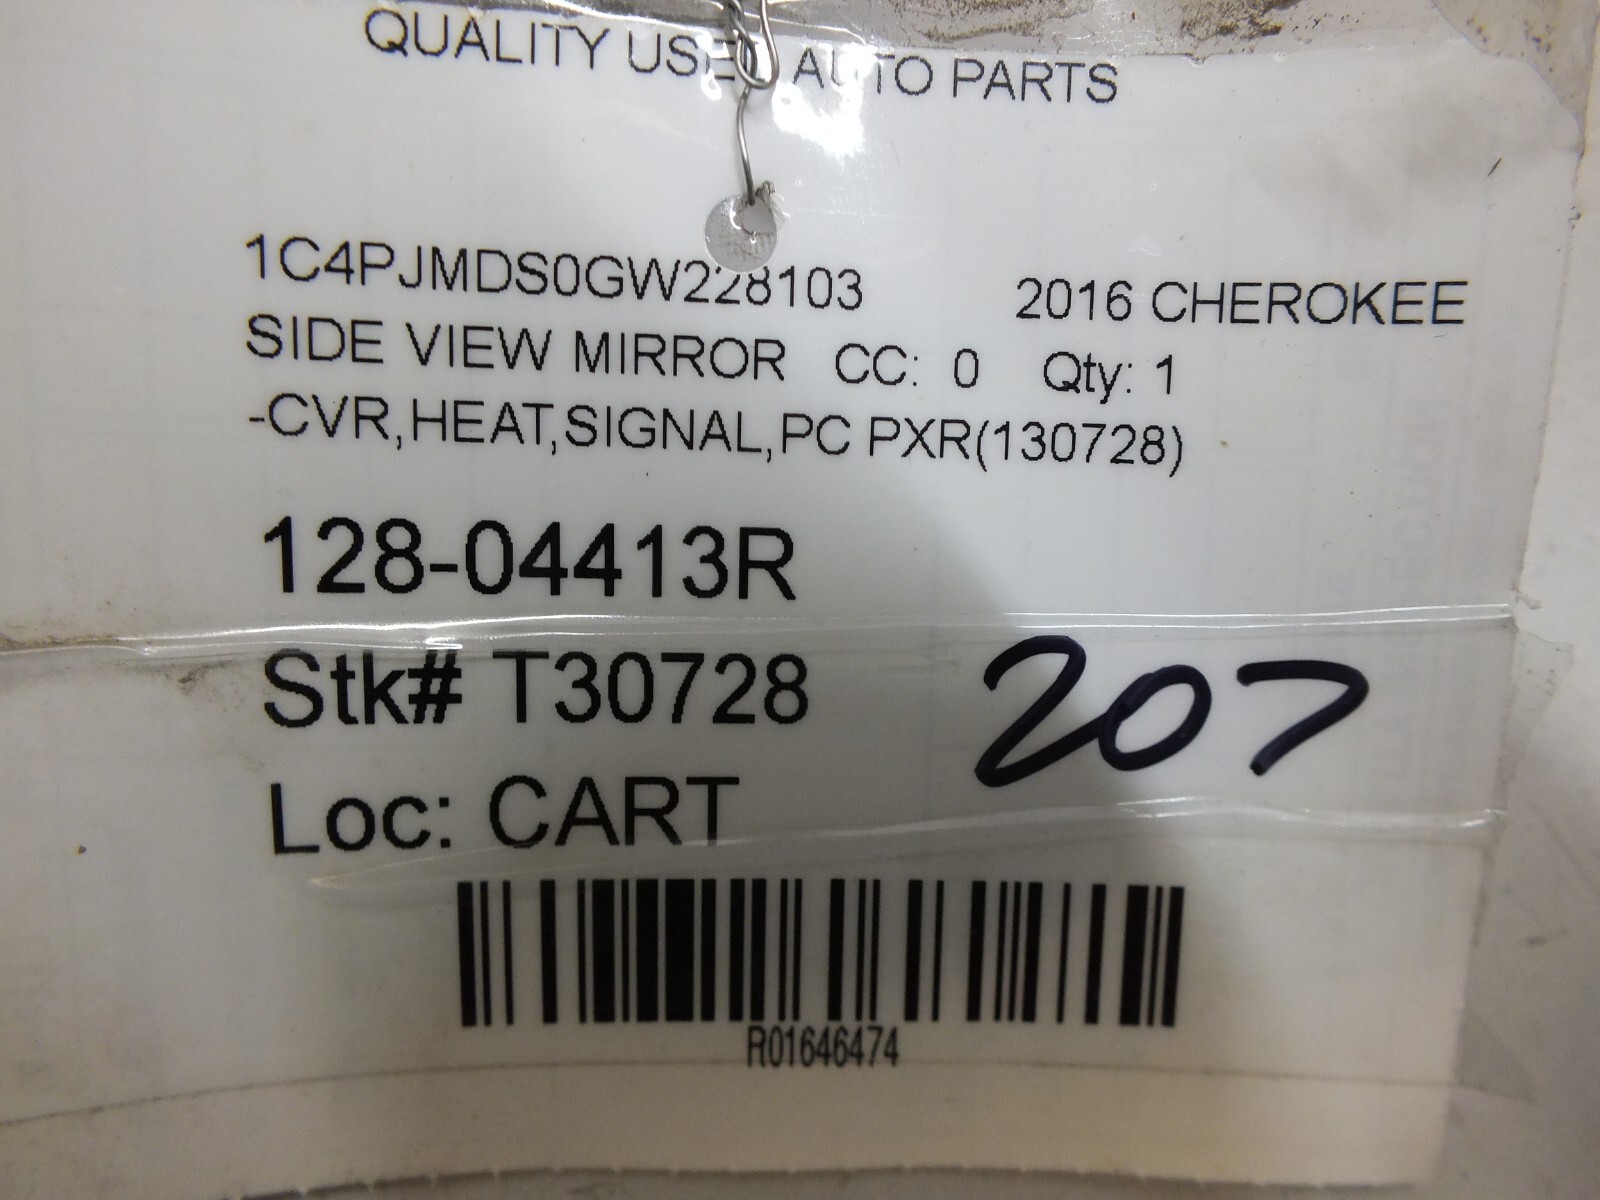 QUALITY USED AUTO PARTS
1C4PJMDS0GW228103 2016 CHEROKEE
SIDE VIEW MIRROR CC: 0 Qty: 1
-CVR,HEAT,SIGNAL,PC PXR(130728)
128-04413R
Stk# T30728
207
Loc: CART
R01646474